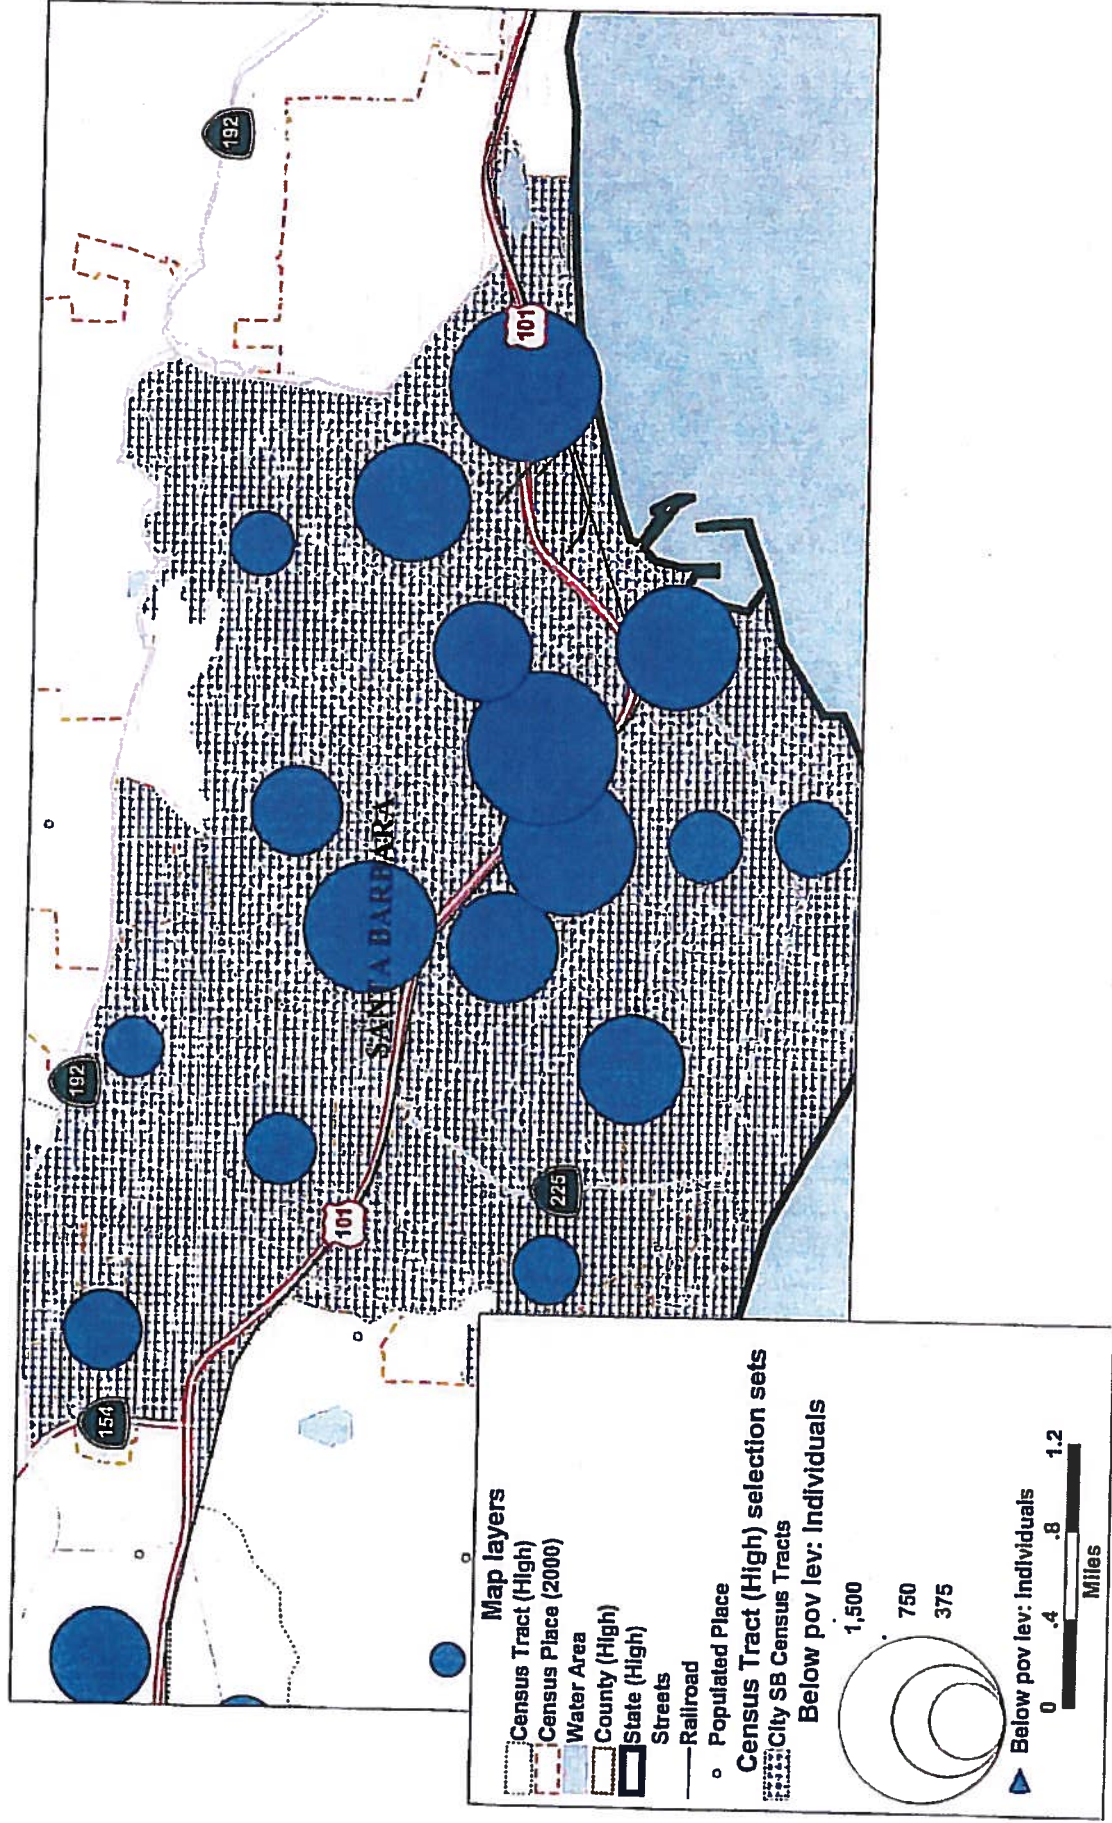 192
101
SANTA BARBARA
192
101
225
154
Map layers
Census Tract (High)
Census Place (2000)
Water Area
County (High)
State (High)
Streets
Railroad
Populated Place
Census Tract (High) selection sets
City SB Census Tracts
Below pov lev: Individuals
1,500
750
375
Below pov lev: Individuals
0 .4 .8 1.2
Miles